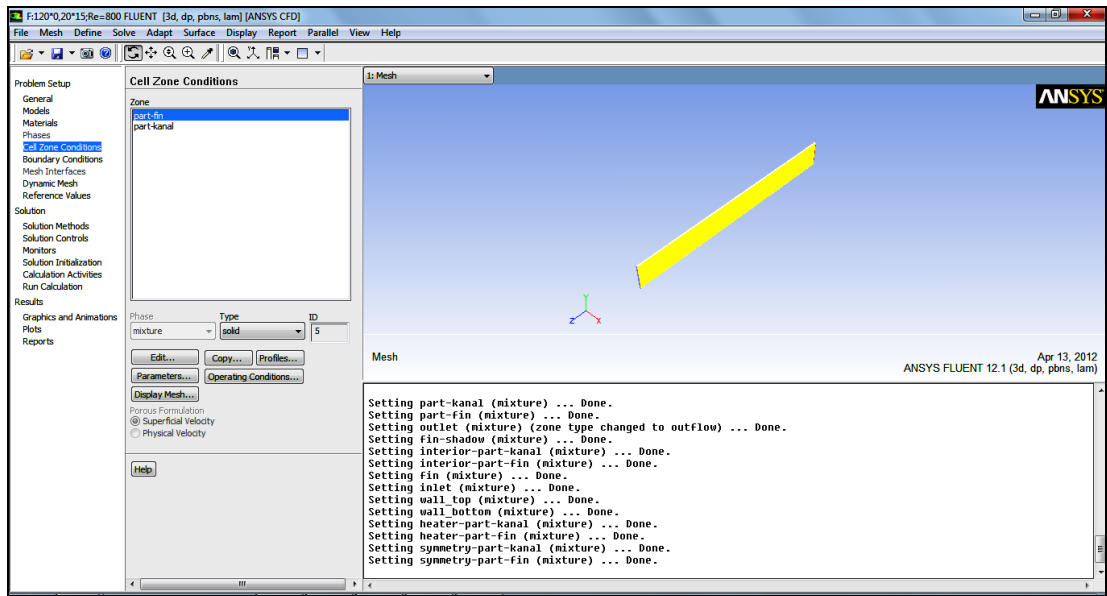 F:120*0,20*15;Re=800 FLUENT [3d, dp, pbns, lam] [ANSYS CFD]
File Mesh Define Solve Adapt Surface Display Report Parallel View Help
Problem Setup
General
Models
Materials
Phases
Cell Zone Conditions
Boundary Conditions
Mesh Interfaces
Dynamic Mesh
Reference Values
Solution
Solution Methods
Solution Controls
Monitors
Solution Initialization
Calculation Activities
Run Calculation
Results
Graphics and Animations
Plots
Reports
Cell Zone Conditions
Zone
part-fin
part-kanal
Phase Type ID
mixture solid 5
Edit... Copy... Profiles...
Parameters... Operating Conditions...
Display Mesh...
Porous Formulation
Superficial Velocity
Physical Velocity
Help
1: Mesh
ANSYS
Y
Z X
Mesh
Apr 13, 2012
ANSYS FLUENT 12.1 (3d, dp, pbns, lam)
Setting part-kanal (mixture) ... Done.
Setting part-fin (mixture) ... Done.
Setting outlet (mixture) (zone type changed to outflow) ... Done.
Setting fin-shadow (mixture) ... Done.
Setting interior-part-kanal (mixture) ... Done.
Setting interior-part-fin (mixture) ... Done.
Setting fin (mixture) ... Done.
Setting inlet (mixture) ... Done.
Setting wall_top (mixture) ... Done.
Setting wall_bottom (mixture) ... Done.
Setting heater-part-kanal (mixture) ... Done.
Setting heater-part-fin (mixture) ... Done.
Setting symmetry-part-kanal (mixture) ... Done.
Setting symmetry-part-fin (mixture) ... Done.